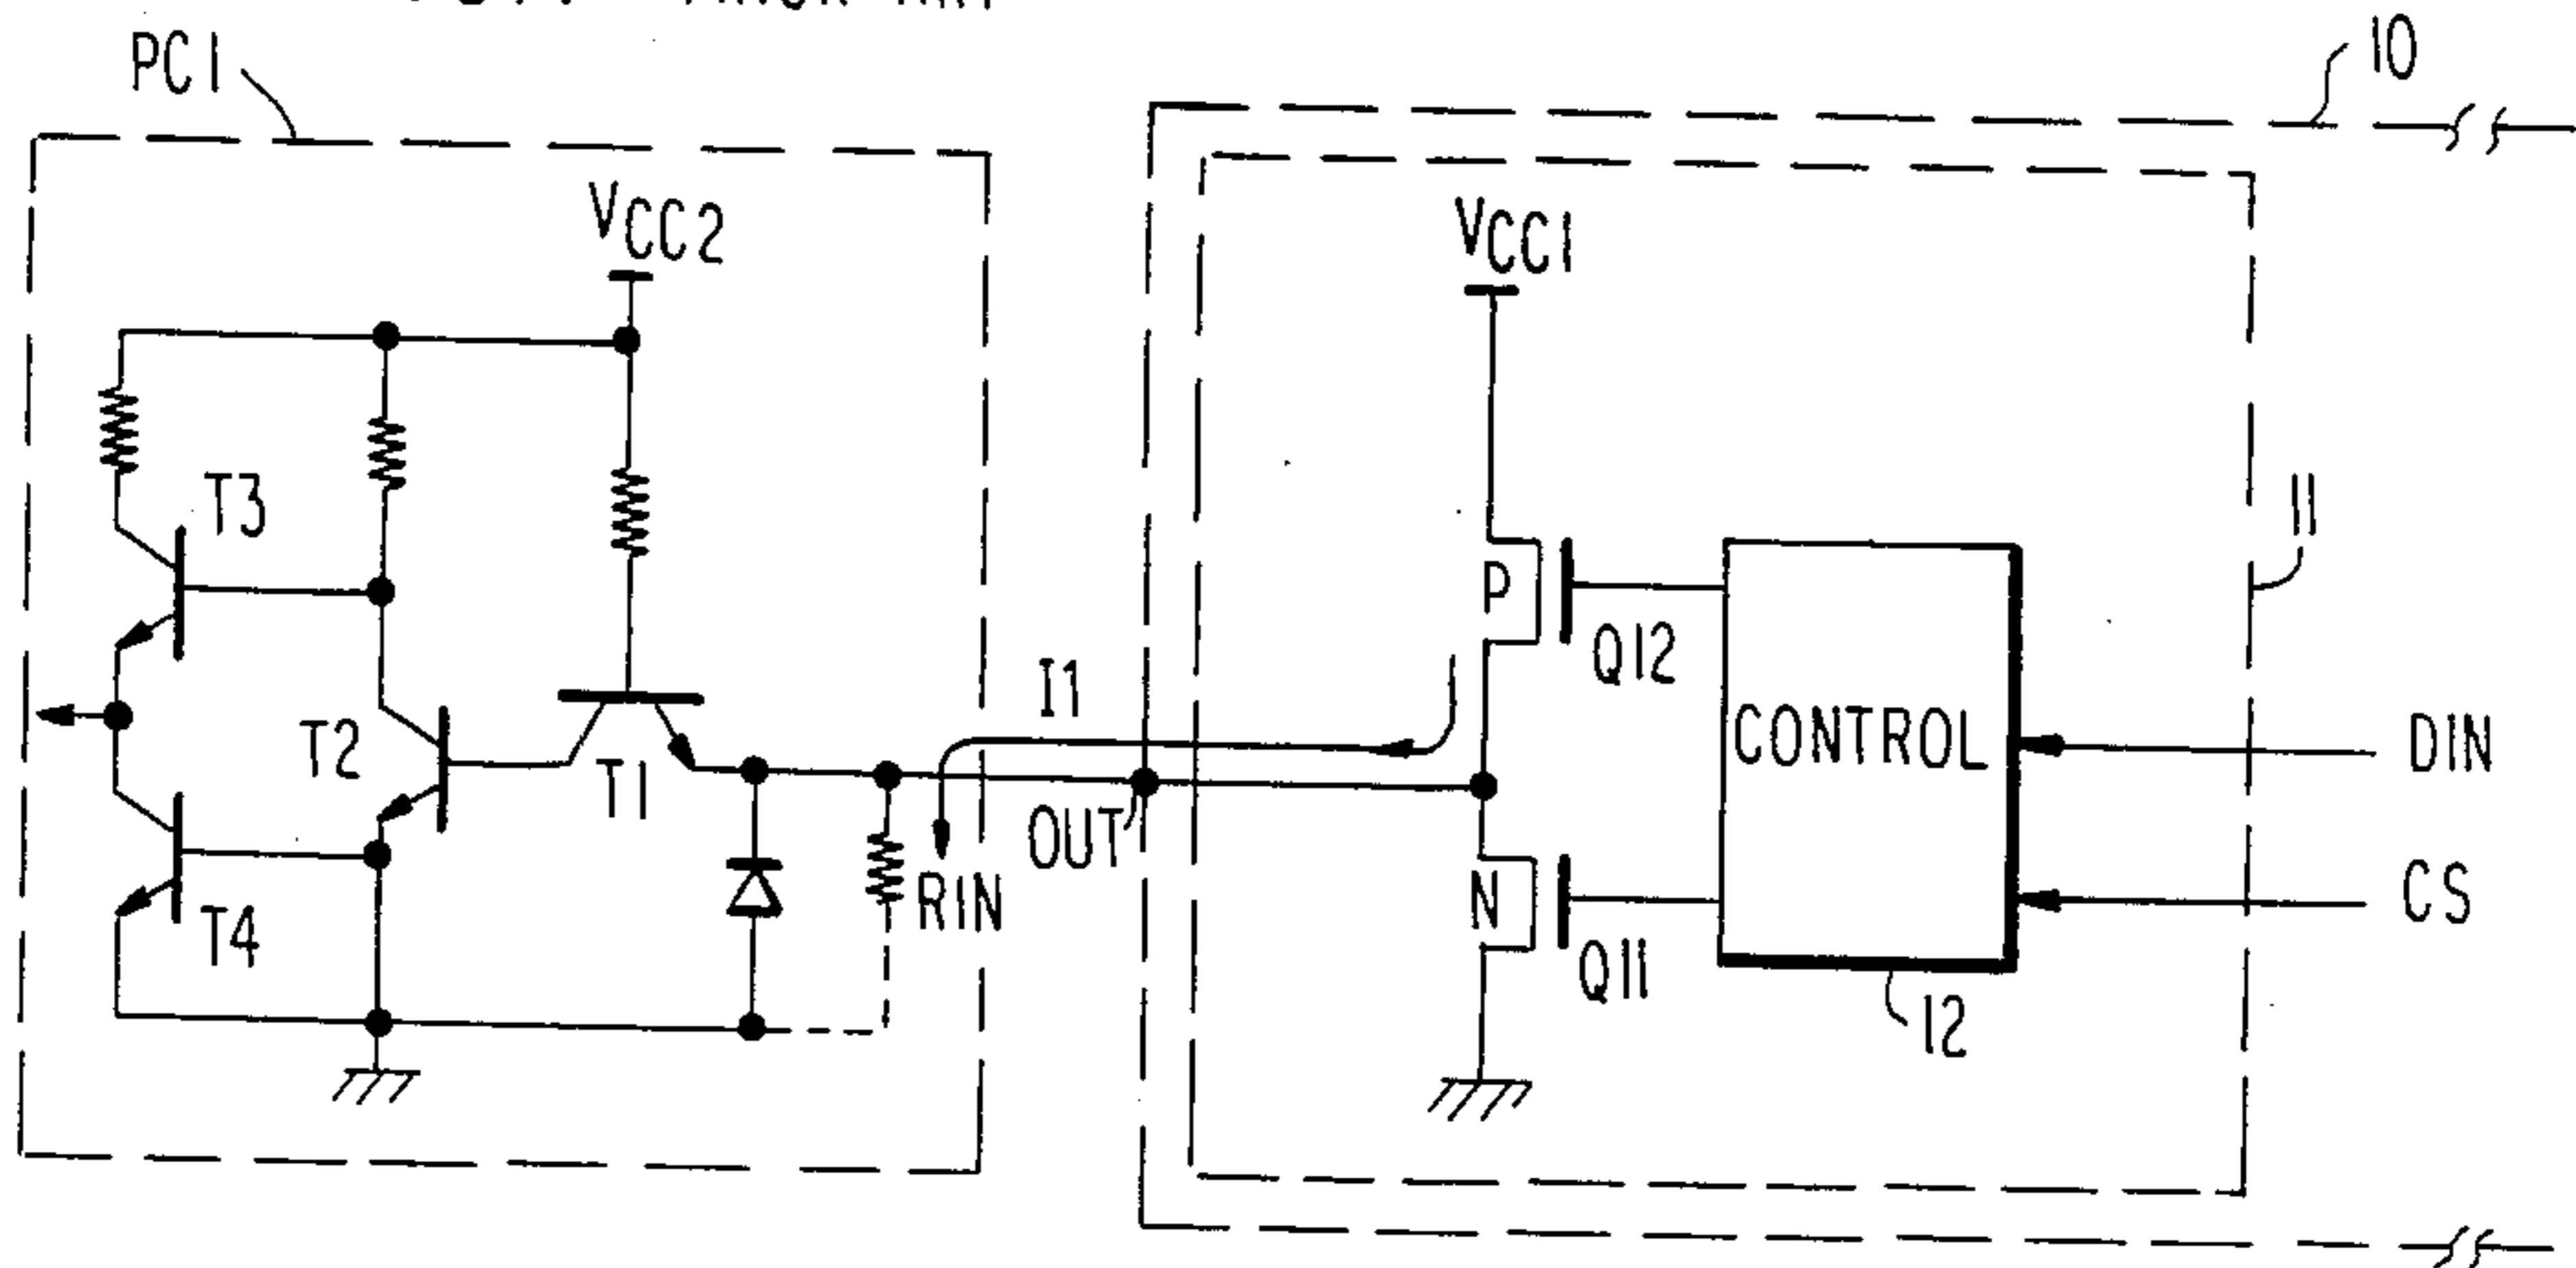 PC1
10
VCC2
VCC1
T3
P
Q12
11
I1
CONTROL
DIN
T2
T1
OUT
RIN
N
CS
T4
Q11
12